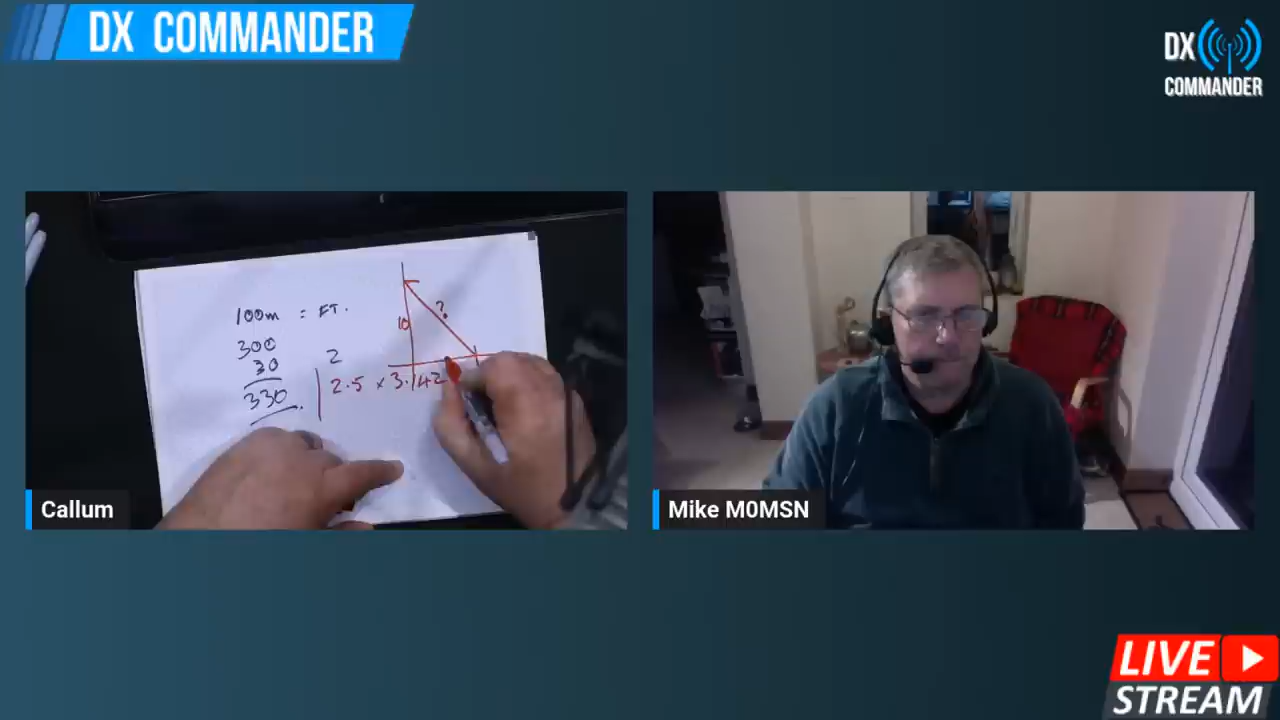 DX COMMANDER
DX
COMMANDER
100m = FT.
300
30
330
10
?
2
2.5 × 3.142
Callum
Mike M0MSN
LIVE
STREAM